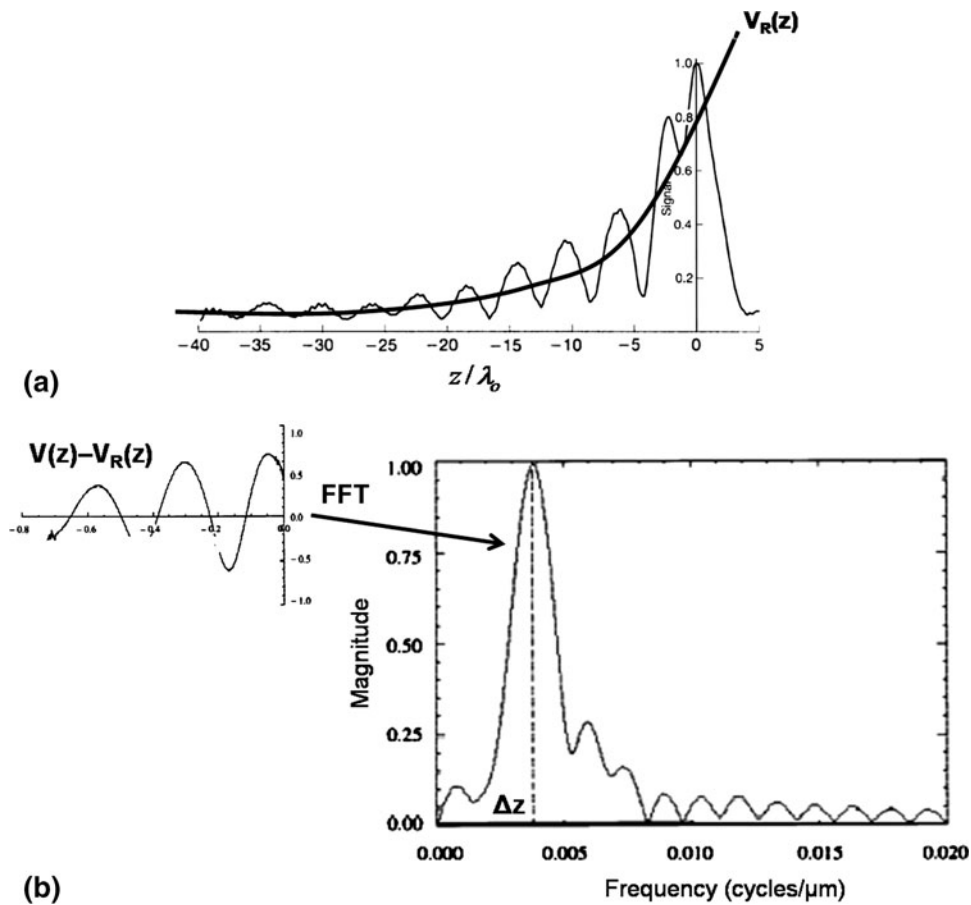 V_R(z)
1.0
0.8
0.6
0.4
0.2
Signal
−40 −35 −30 −25 −20 −15 −10 −5 0 5
z/λ_o
(a)
V(z)−V_R(z)
1.0
0.5
0.0
−0.5
−1.0
−0.8 −0.6 −0.4 −0.2 0.0
FFT
1.00
0.75
0.50
0.25
0.00
Magnitude
Δz
0.000 0.005 0.010 0.015 0.020
Frequency (cycles/µm)
(b)